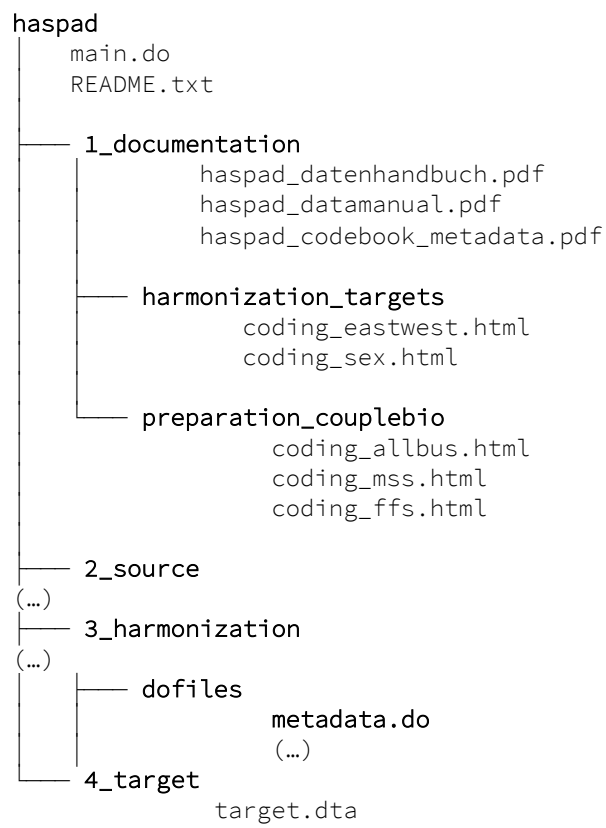 haspad
main.do
README.txt
1_documentation
haspad_datenhandbuch.pdf
haspad_datamanual.pdf
haspad_codebook_metadata.pdf
harmonization_targets
coding_eastwest.html
coding_sex.html
preparation_couplebio
coding_allbus.html
coding_mss.html
coding_ffs.html
2_source
(…)
3_harmonization
(…)
dofiles
metadata.do
(…)
4_target
target.dta